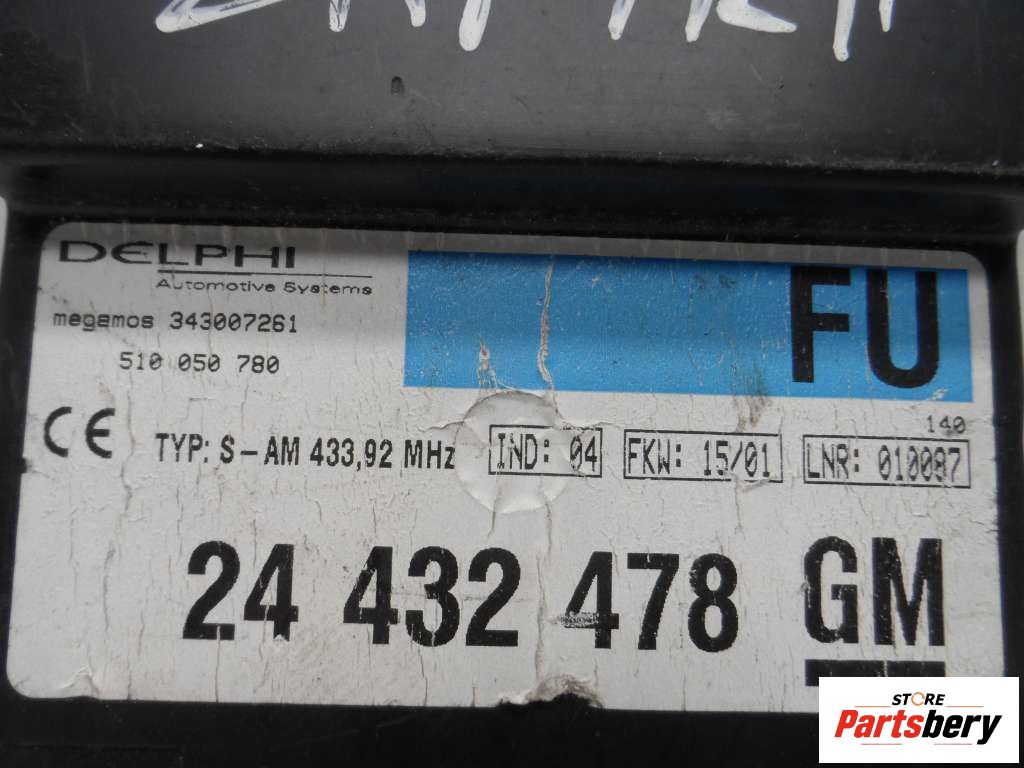 DELPHI
Automotive Systems
FU
megamos 343007261
510 050 780
140
CE TYP: S-AM 433,92 MHz IND: 04 FKW: 15/01 LNR: 010087
24 432 478 GM
STORE
Partsbery